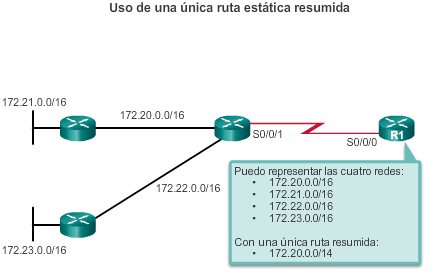 Uso de una única ruta estática resumida
172.21.0.0/16
172.20.0.0/16
S0/0/1
R1
S0/0/0
172.22.0.0/16
172.23.0.0/16
Puedo representar las cuatro redes:
• 172.20.0.0/16
• 172.21.0.0/16
• 172.22.0.0/16
• 172.23.0.0/16
Con una única ruta resumida:
• 172.20.0.0/14